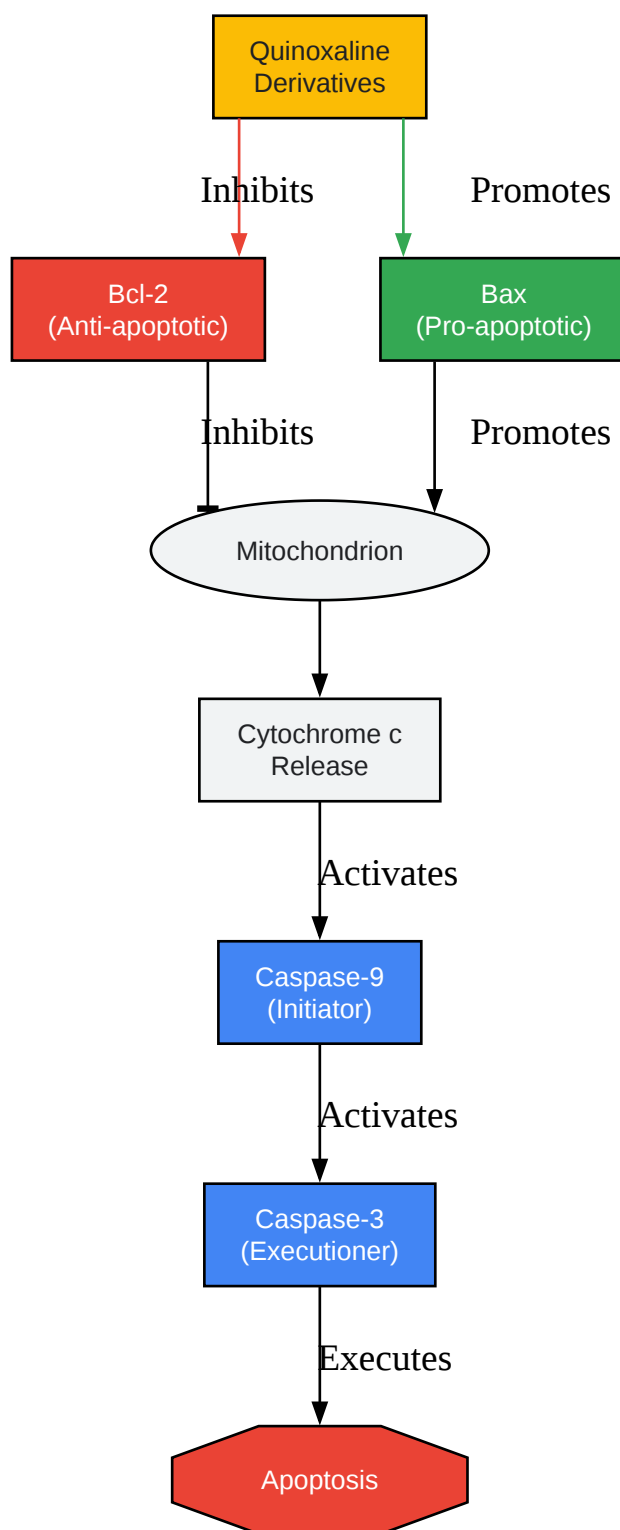 Quinoxaline
Derivatives
Inhibits
Promotes
Bcl-2
(Anti-apoptotic)
Bax
(Pro-apoptotic)
Inhibits
Promotes
Mitochondrion
Cytochrome c
Release
Activates
Caspase-9
(Initiator)
Activates
Caspase-3
(Executioner)
Executes
Apoptosis